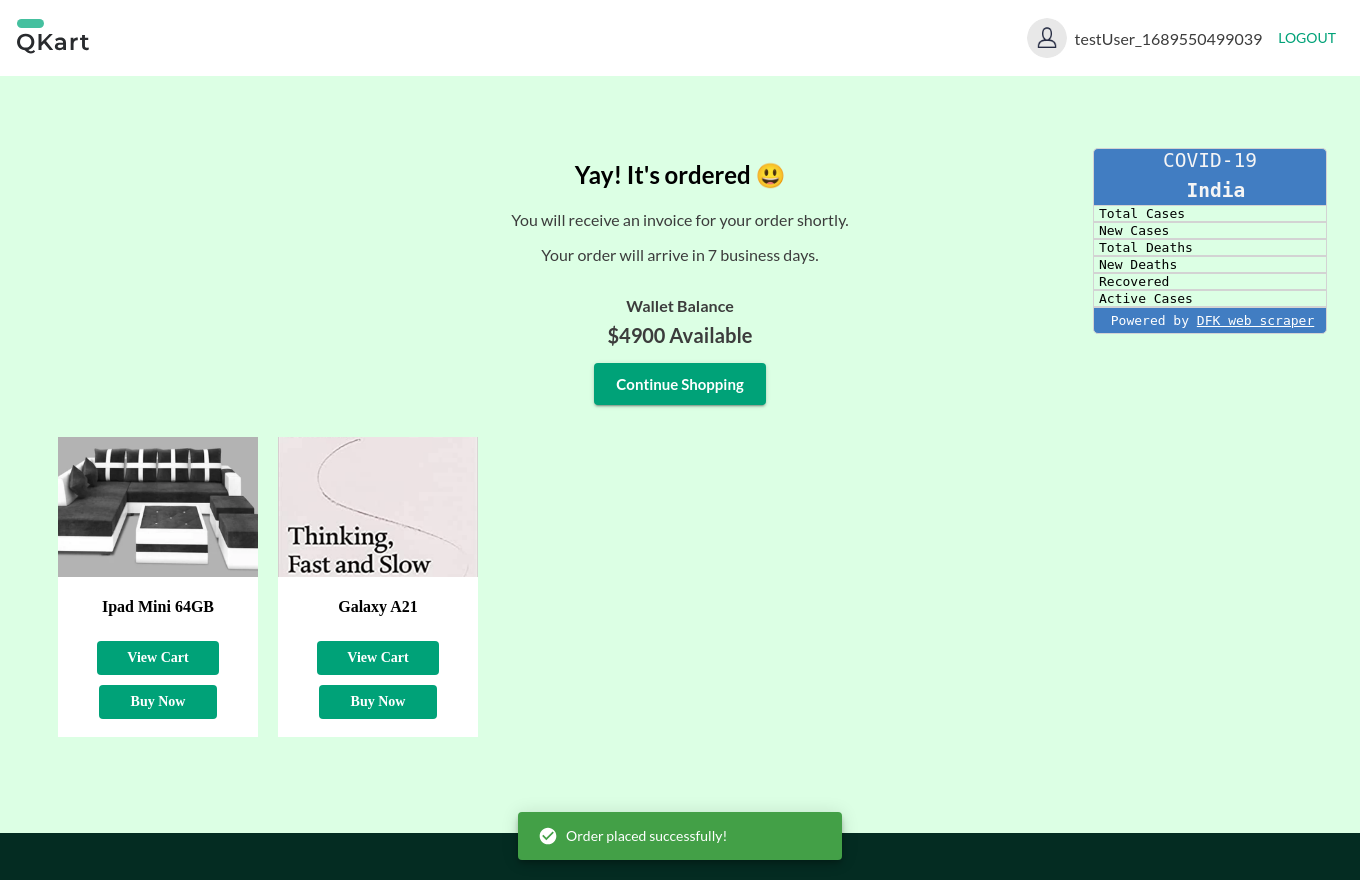 QKart
testUser_1689550499039
LOGOUT
Yay! It's ordered 😃
You will receive an invoice for your order shortly.
Your order will arrive in 7 business days.
Wallet Balance
$4900 Available
Continue Shopping
COVID-19
India
Total Cases
New Cases
Total Deaths
New Deaths
Recovered
Active Cases
Powered by DFK web scraper
Thinking,
Fast and Slow
Ipad Mini 64GB
Galaxy A21
View Cart
View Cart
Buy Now
Buy Now
Order placed successfully!